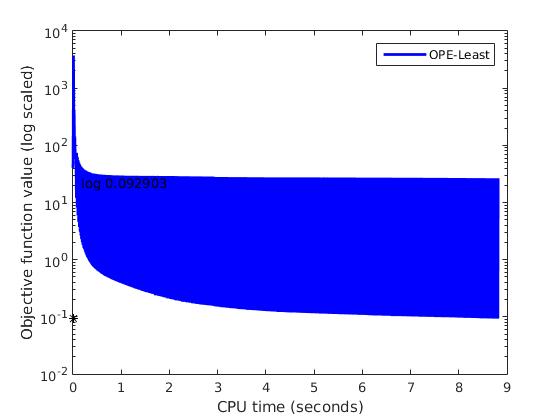 10^4
OPE-Least
10^3
10^2
log 0.092903
10^1
10^0
10^-1
10^-2
Objective function value (log scaled)
0 1 2 3 4 5 6 7 8 9
CPU time (seconds)